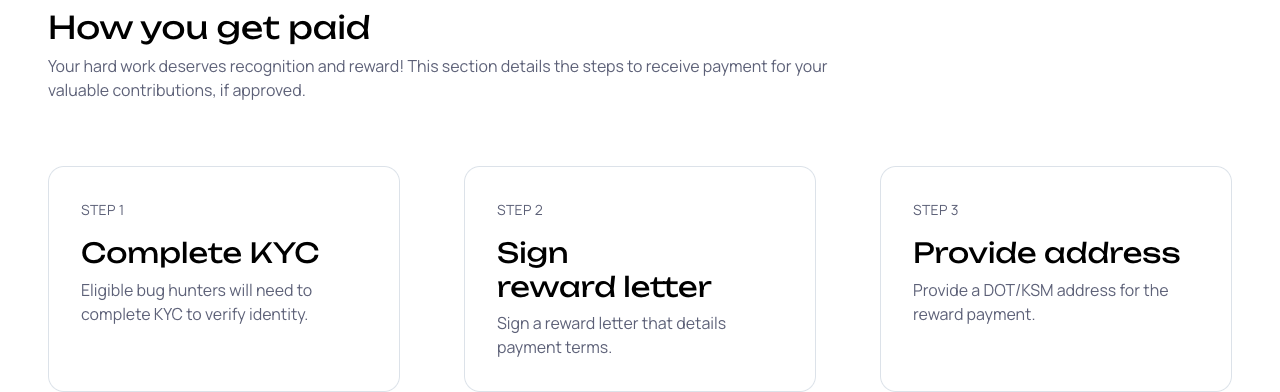 How you get paid
Your hard work deserves recognition and reward! This section details the steps to receive payment for your
valuable contributions, if approved.
STEP 1
Complete KYC
Eligible bug hunters will need to
complete KYC to verify identity.
STEP 2
Sign
reward letter
Sign a reward letter that details
payment terms.
STEP 3
Provide address
Provide a DOT/KSM address for the
reward payment.